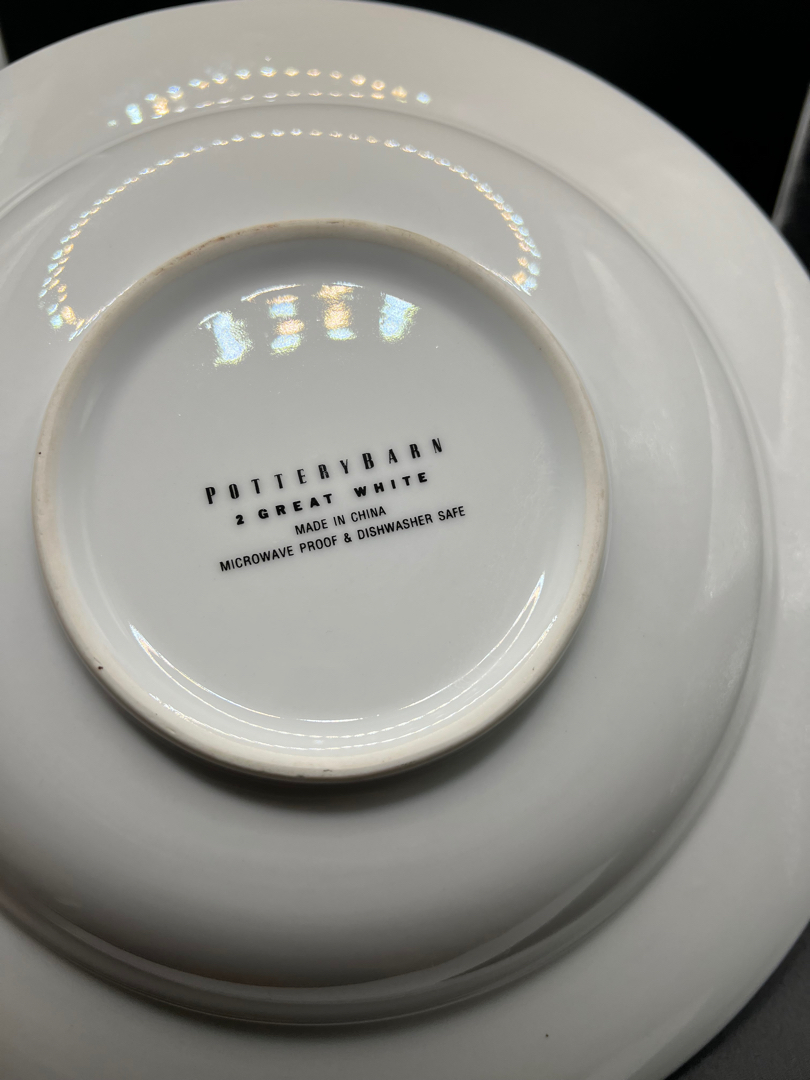 POTTERYBARN
2 GREAT WHITE
MADE IN CHINA
MICROWAVE PROOF & DISHWASHER SAFE